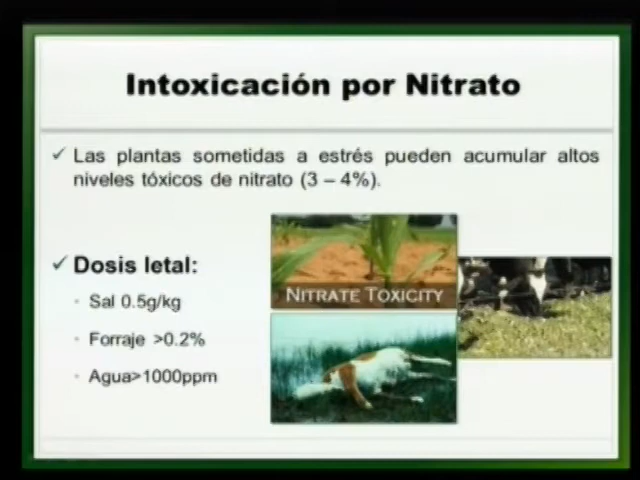 Intoxicación por Nitrato
✓ Las plantas sometidas a estrés pueden acumular altos
niveles tóxicos de nitrato (3 – 4%).
NITRATE TOXICITY
✓ Dosis letal:
• Sal 0.5g/kg
• Forraje >0.2%
• Agua>1000ppm